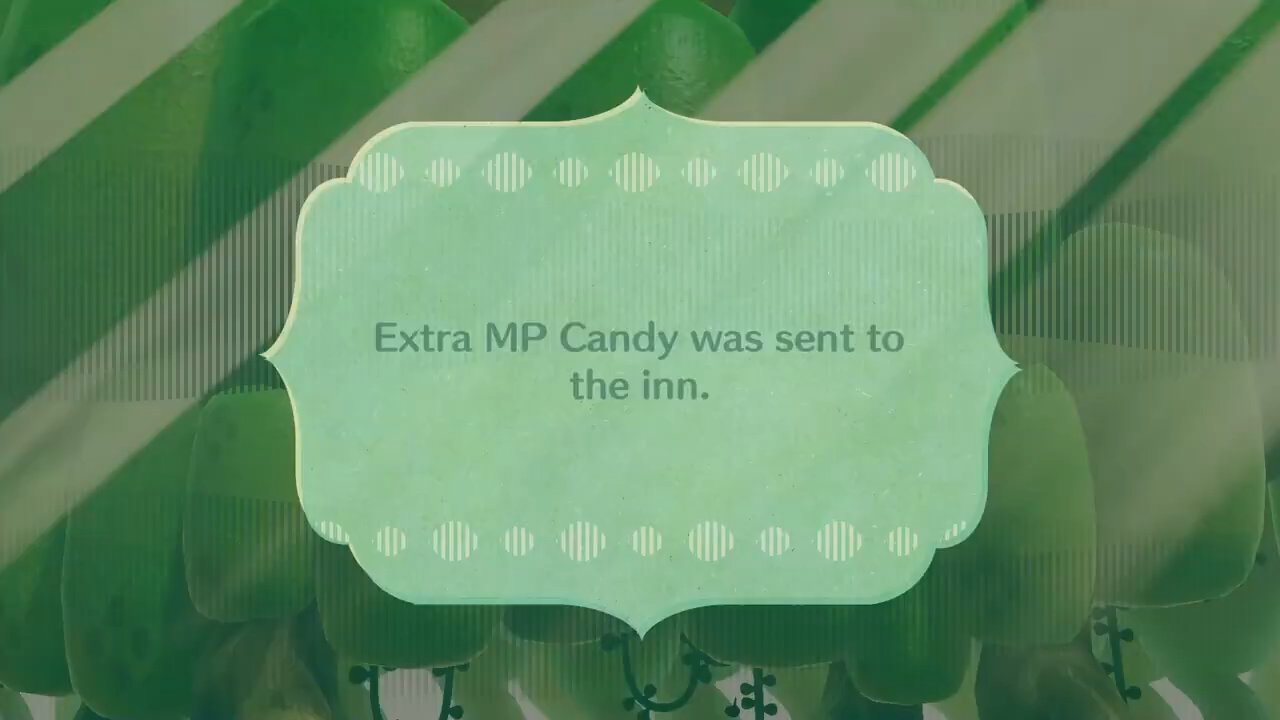 Extra MP Candy was sent to
the inn.